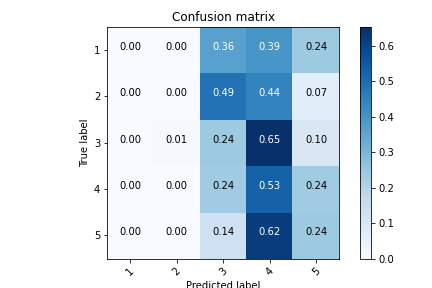 Confusion matrix
True label
1 0.00 0.00 0.36 0.39 0.24
2 0.00 0.00 0.49 0.44 0.07
3 0.00 0.01 0.24 0.65 0.10
4 0.00 0.00 0.24 0.53 0.24
5 0.00 0.00 0.14 0.62 0.24
1 2 3 4 5
Predicted label
0.6
0.5
0.4
0.3
0.2
0.1
0.0